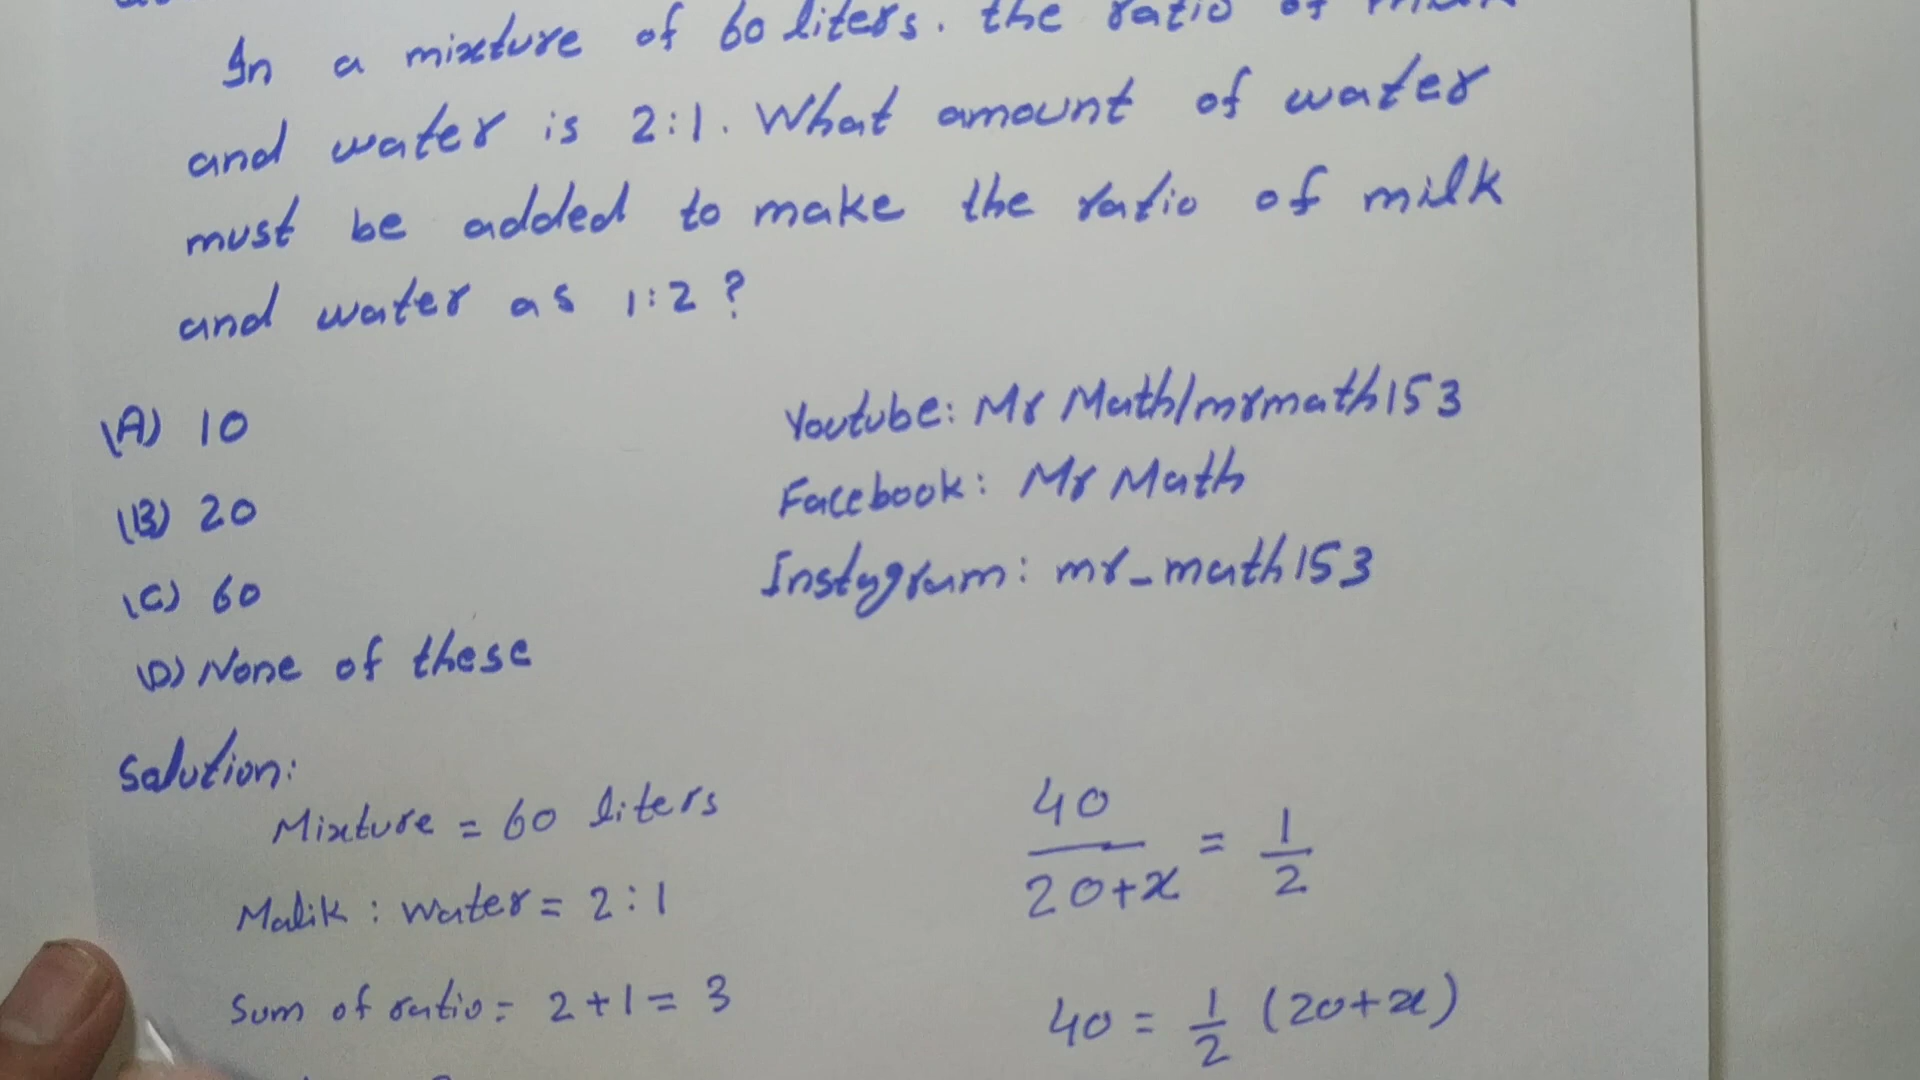 In a mixture of 60 liters. the ratio of milk
and water is 2:1. What amount of water
must be added to make the ratio of milk
and water as 1:2 ?
(A) 10
(B) 20
(C) 60
(D) None of these
Youtube: Mr Math/mrmath153
Facebook: Mr Math
Instagram: mr_math153
Solution:
Mixture = 60 liters
Malik : Water = 2:1
Sum of ratio = 2+1 = 3
40/20+x = 1/2
40 = 1/2 (20+x)